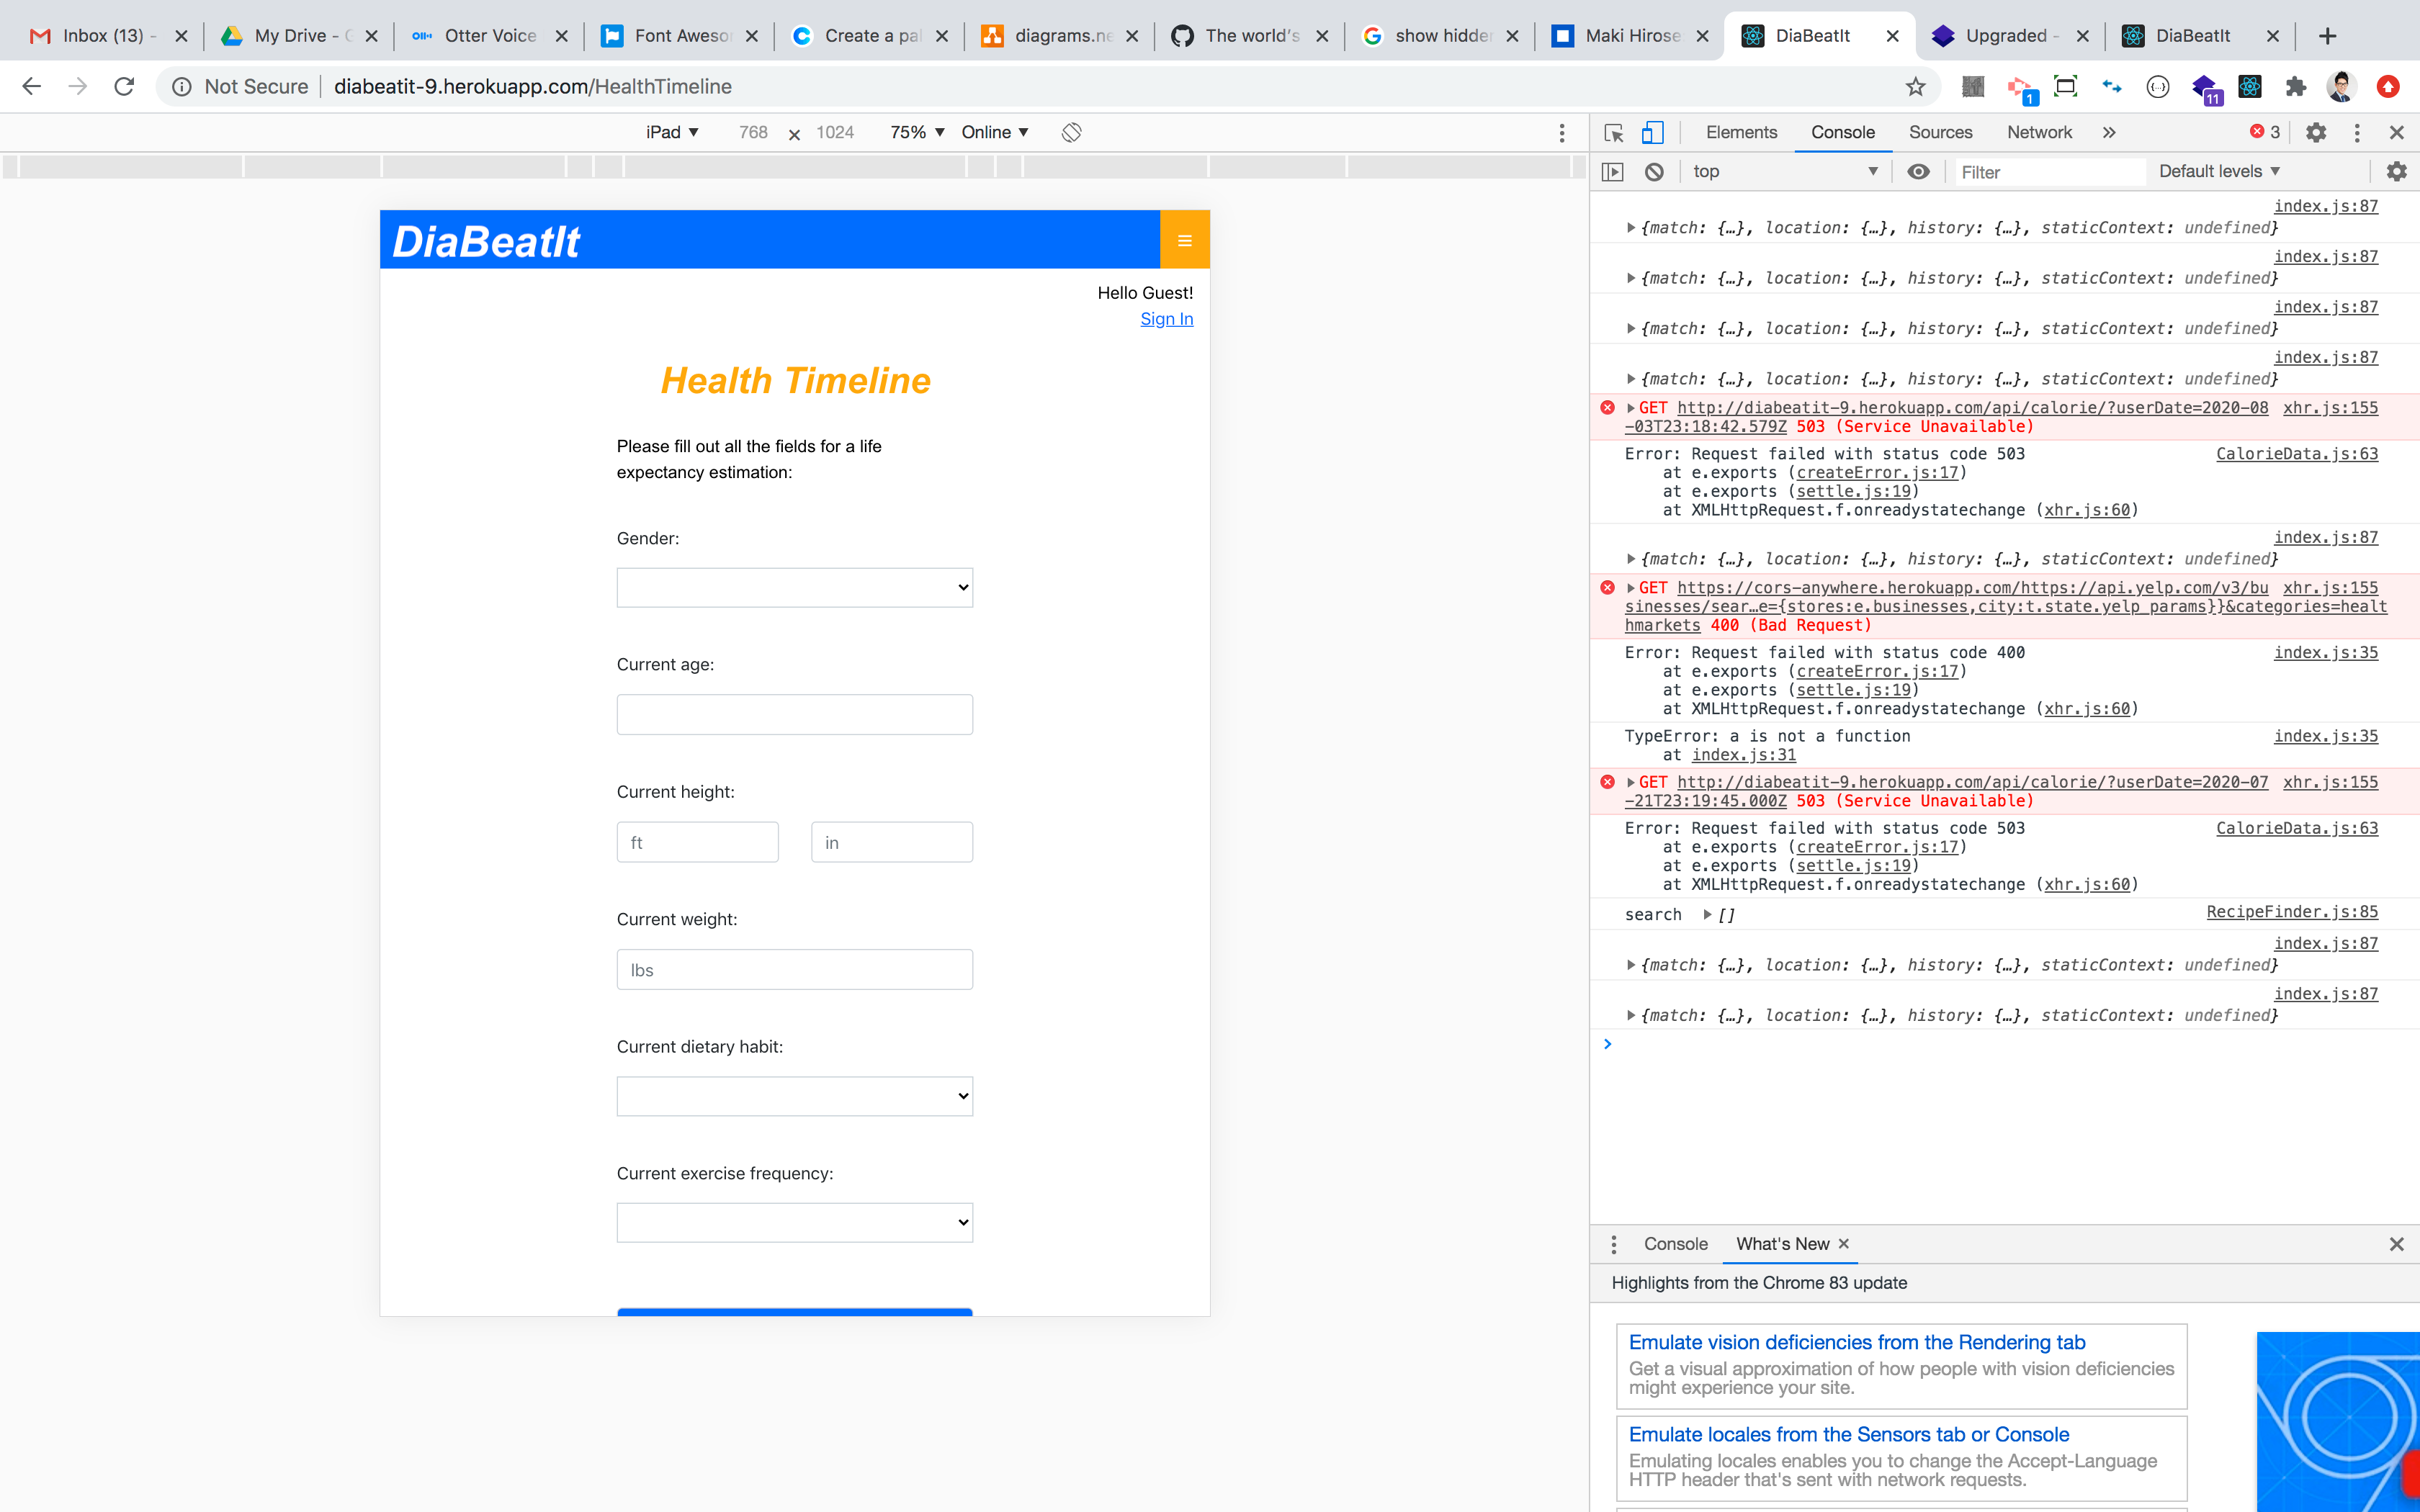 Inbox (13) -
My Drive -
Otter Voice
Font Aweso
Create a pal
diagrams.ne
The world's
show hidde
Maki Hirose
DiaBeatIt
Upgraded -
DiaBeatIt
Not Secure
diabeatit-9.herokuapp.com/HealthTimeline
1
{...}
11
iPad ▼
768 × 1024
75% ▼
Online ▼
Elements
Console
Sources
Network
»
3
top
Filter
Default levels ▼
DiaBeatIt
Hello Guest!
Sign In
Health Timeline
Please fill out all the fields for a life
expectancy estimation:
Gender:
Current age:
Current height:
ft
in
Current weight:
lbs
Current dietary habit:
Current exercise frequency:
index.js:87
{match: {…}, location: {…}, history: {…}, staticContext: undefined}
index.js:87
{match: {…}, location: {…}, history: {…}, staticContext: undefined}
index.js:87
{match: {…}, location: {…}, history: {…}, staticContext: undefined}
index.js:87
{match: {…}, location: {…}, history: {…}, staticContext: undefined}
GET http://diabeatit-9.herokuapp.com/api/calorie/?userDate=2020-08 xhr.js:155
-03T23:18:42.579Z 503 (Service Unavailable)
Error: Request failed with status code 503 CalorieData.js:63
at e.exports (createError.js:17)
at e.exports (settle.js:19)
at XMLHttpRequest.f.onreadystatechange (xhr.js:60)
index.js:87
{match: {…}, location: {…}, history: {…}, staticContext: undefined}
GET https://cors-anywhere.herokuapp.com/https://api.yelp.com/v3/bu xhr.js:155
sinesses/sear…e={stores:e.businesses,city:t.state.yelp_params}}&categories=healt
hmarkets 400 (Bad Request)
Error: Request failed with status code 400 index.js:35
at e.exports (createError.js:17)
at e.exports (settle.js:19)
at XMLHttpRequest.f.onreadystatechange (xhr.js:60)
TypeError: a is not a function index.js:35
at index.js:31
GET http://diabeatit-9.herokuapp.com/api/calorie/?userDate=2020-07 xhr.js:155
-21T23:19:45.000Z 503 (Service Unavailable)
Error: Request failed with status code 503 CalorieData.js:63
at e.exports (createError.js:17)
at e.exports (settle.js:19)
at XMLHttpRequest.f.onreadystatechange (xhr.js:60)
search [] RecipeFinder.js:85
index.js:87
{match: {…}, location: {…}, history: {…}, staticContext: undefined}
index.js:87
{match: {…}, location: {…}, history: {…}, staticContext: undefined}
Console
What's New
Highlights from the Chrome 83 update
Emulate vision deficiencies from the Rendering tab
Get a visual approximation of how people with vision deficiencies
might experience your site.
Emulate locales from the Sensors tab or Console
Emulating locales enables you to change the Accept-Language
HTTP header that's sent with network requests.